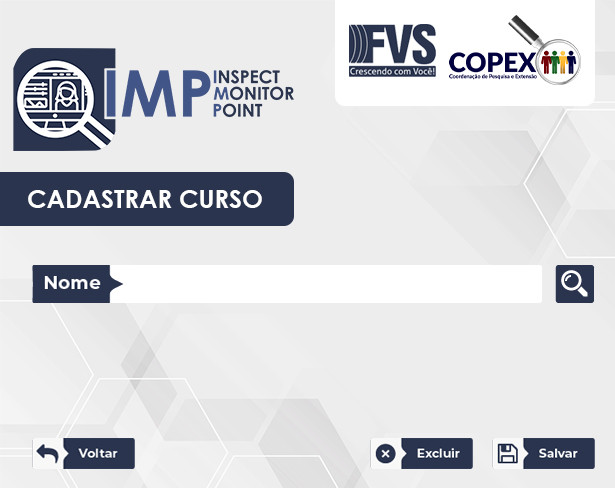 IMP
INSPECT
MONITOR
POINT
FVS
Crescendo com Você!
COPEX
Coordenação de Pesquisa e Extensão
CADASTRAR CURSO
Nome
Voltar
Excluir
Salvar